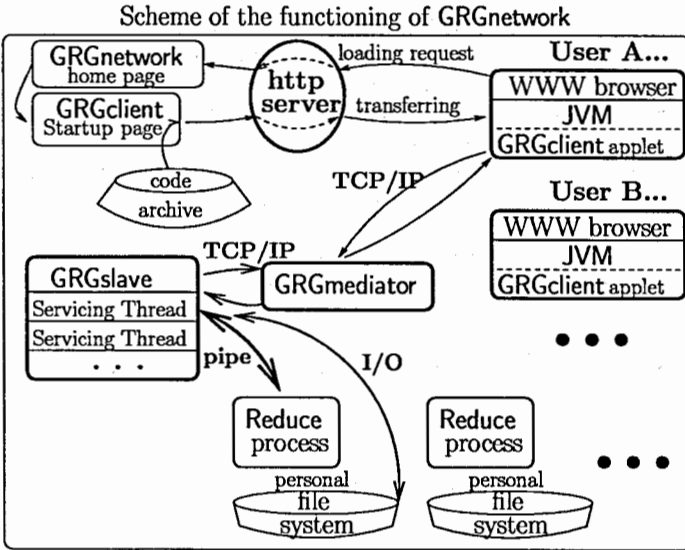 Scheme of the functioning of GRGnetwork
GRGnetwork
home page
GRGclient
Startup page
code
archive
http
server
loading request
transferring
User A...
WWW browser
JVM
GRGclient applet
TCP/IP
User B...
WWW browser
JVM
GRGclient applet
TCP/IP
GRGmediator
GRGslave
Servicing Thread
Servicing Thread
. . .
pipe
I/O
Reduce
process
personal
file
system
Reduce
process
personal
file
system